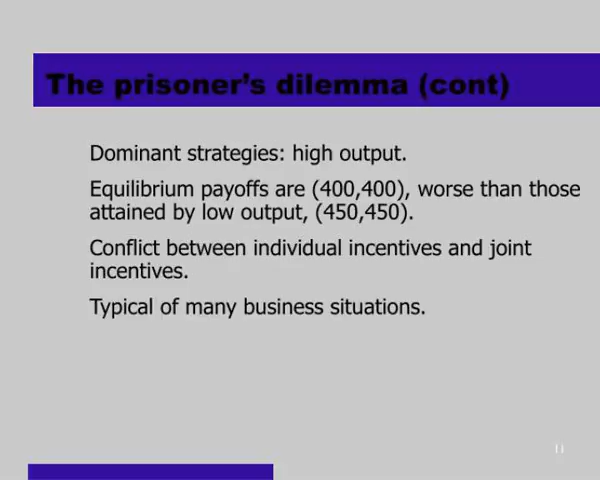 The prisoner's dilemma (cont)
Dominant strategies: high output.
Equilibrium payoffs are (400,400), worse than those
attained by low output, (450,450).
Conflict between individual incentives and joint
incentives.
Typical of many business situations.
11